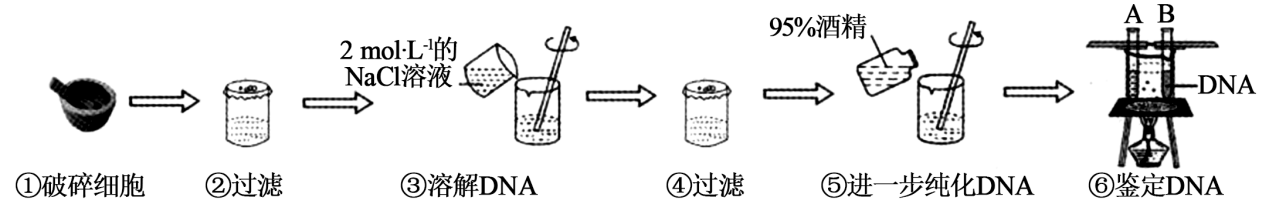 2 mol·L⁻¹的
NaCl溶液
95%酒精
A B
DNA
①破碎细胞 ②过滤 ③溶解DNA ④过滤 ⑤进一步纯化DNA ⑥鉴定DNA